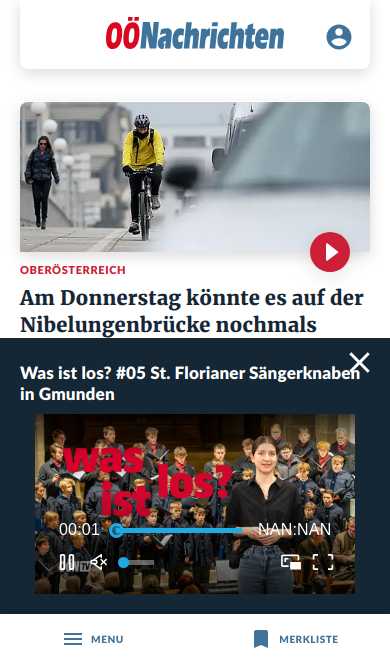 OÖNachrichten
OBERÖSTERREICH
Am Donnerstag könnte es auf der
Nibelungenbrücke nochmals
Was ist los? #05 St. Florianer Sängerknaben
in Gmunden
was
ist los?
00:01 NAN:NAN
MENU MERKLISTE